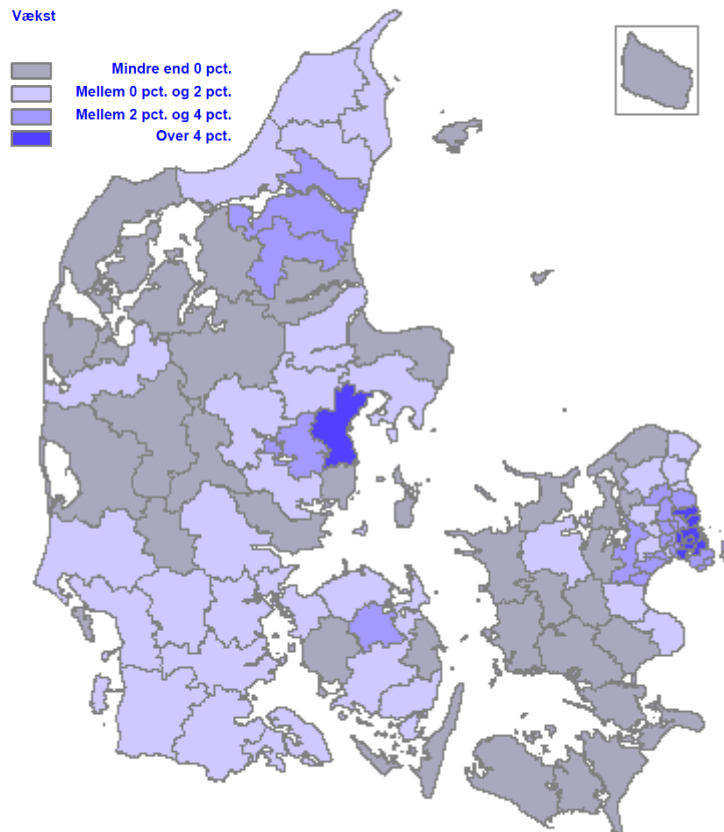 Vækst
Mindre end 0 pct.
Mellem 0 pct. og 2 pct.
Mellem 2 pct. og 4 pct.
Over 4 pct.